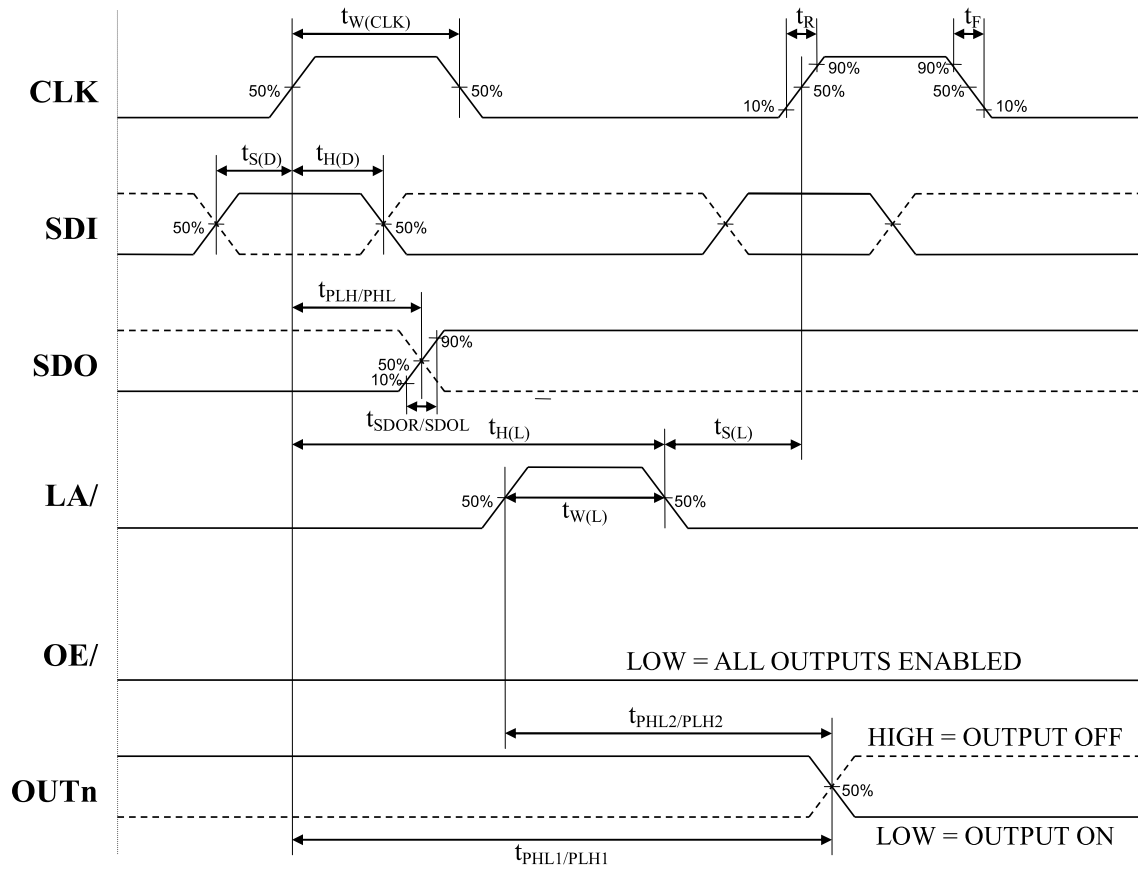 tW(CLK)
tR
tF
CLK
50%
50%
90%
50%
10%
90%
50%
10%
tS(D)
tH(D)
SDI
50%
50%
tPLH/PHL
SDO
90%
50%
10%
tSDOR/SDOL
tH(L)
tS(L)
LA/
50%
50%
tW(L)
OE/
LOW = ALL OUTPUTS ENABLED
tPHL2/PLH2
HIGH = OUTPUT OFF
OUTn
50%
LOW = OUTPUT ON
tPHL1/PLH1